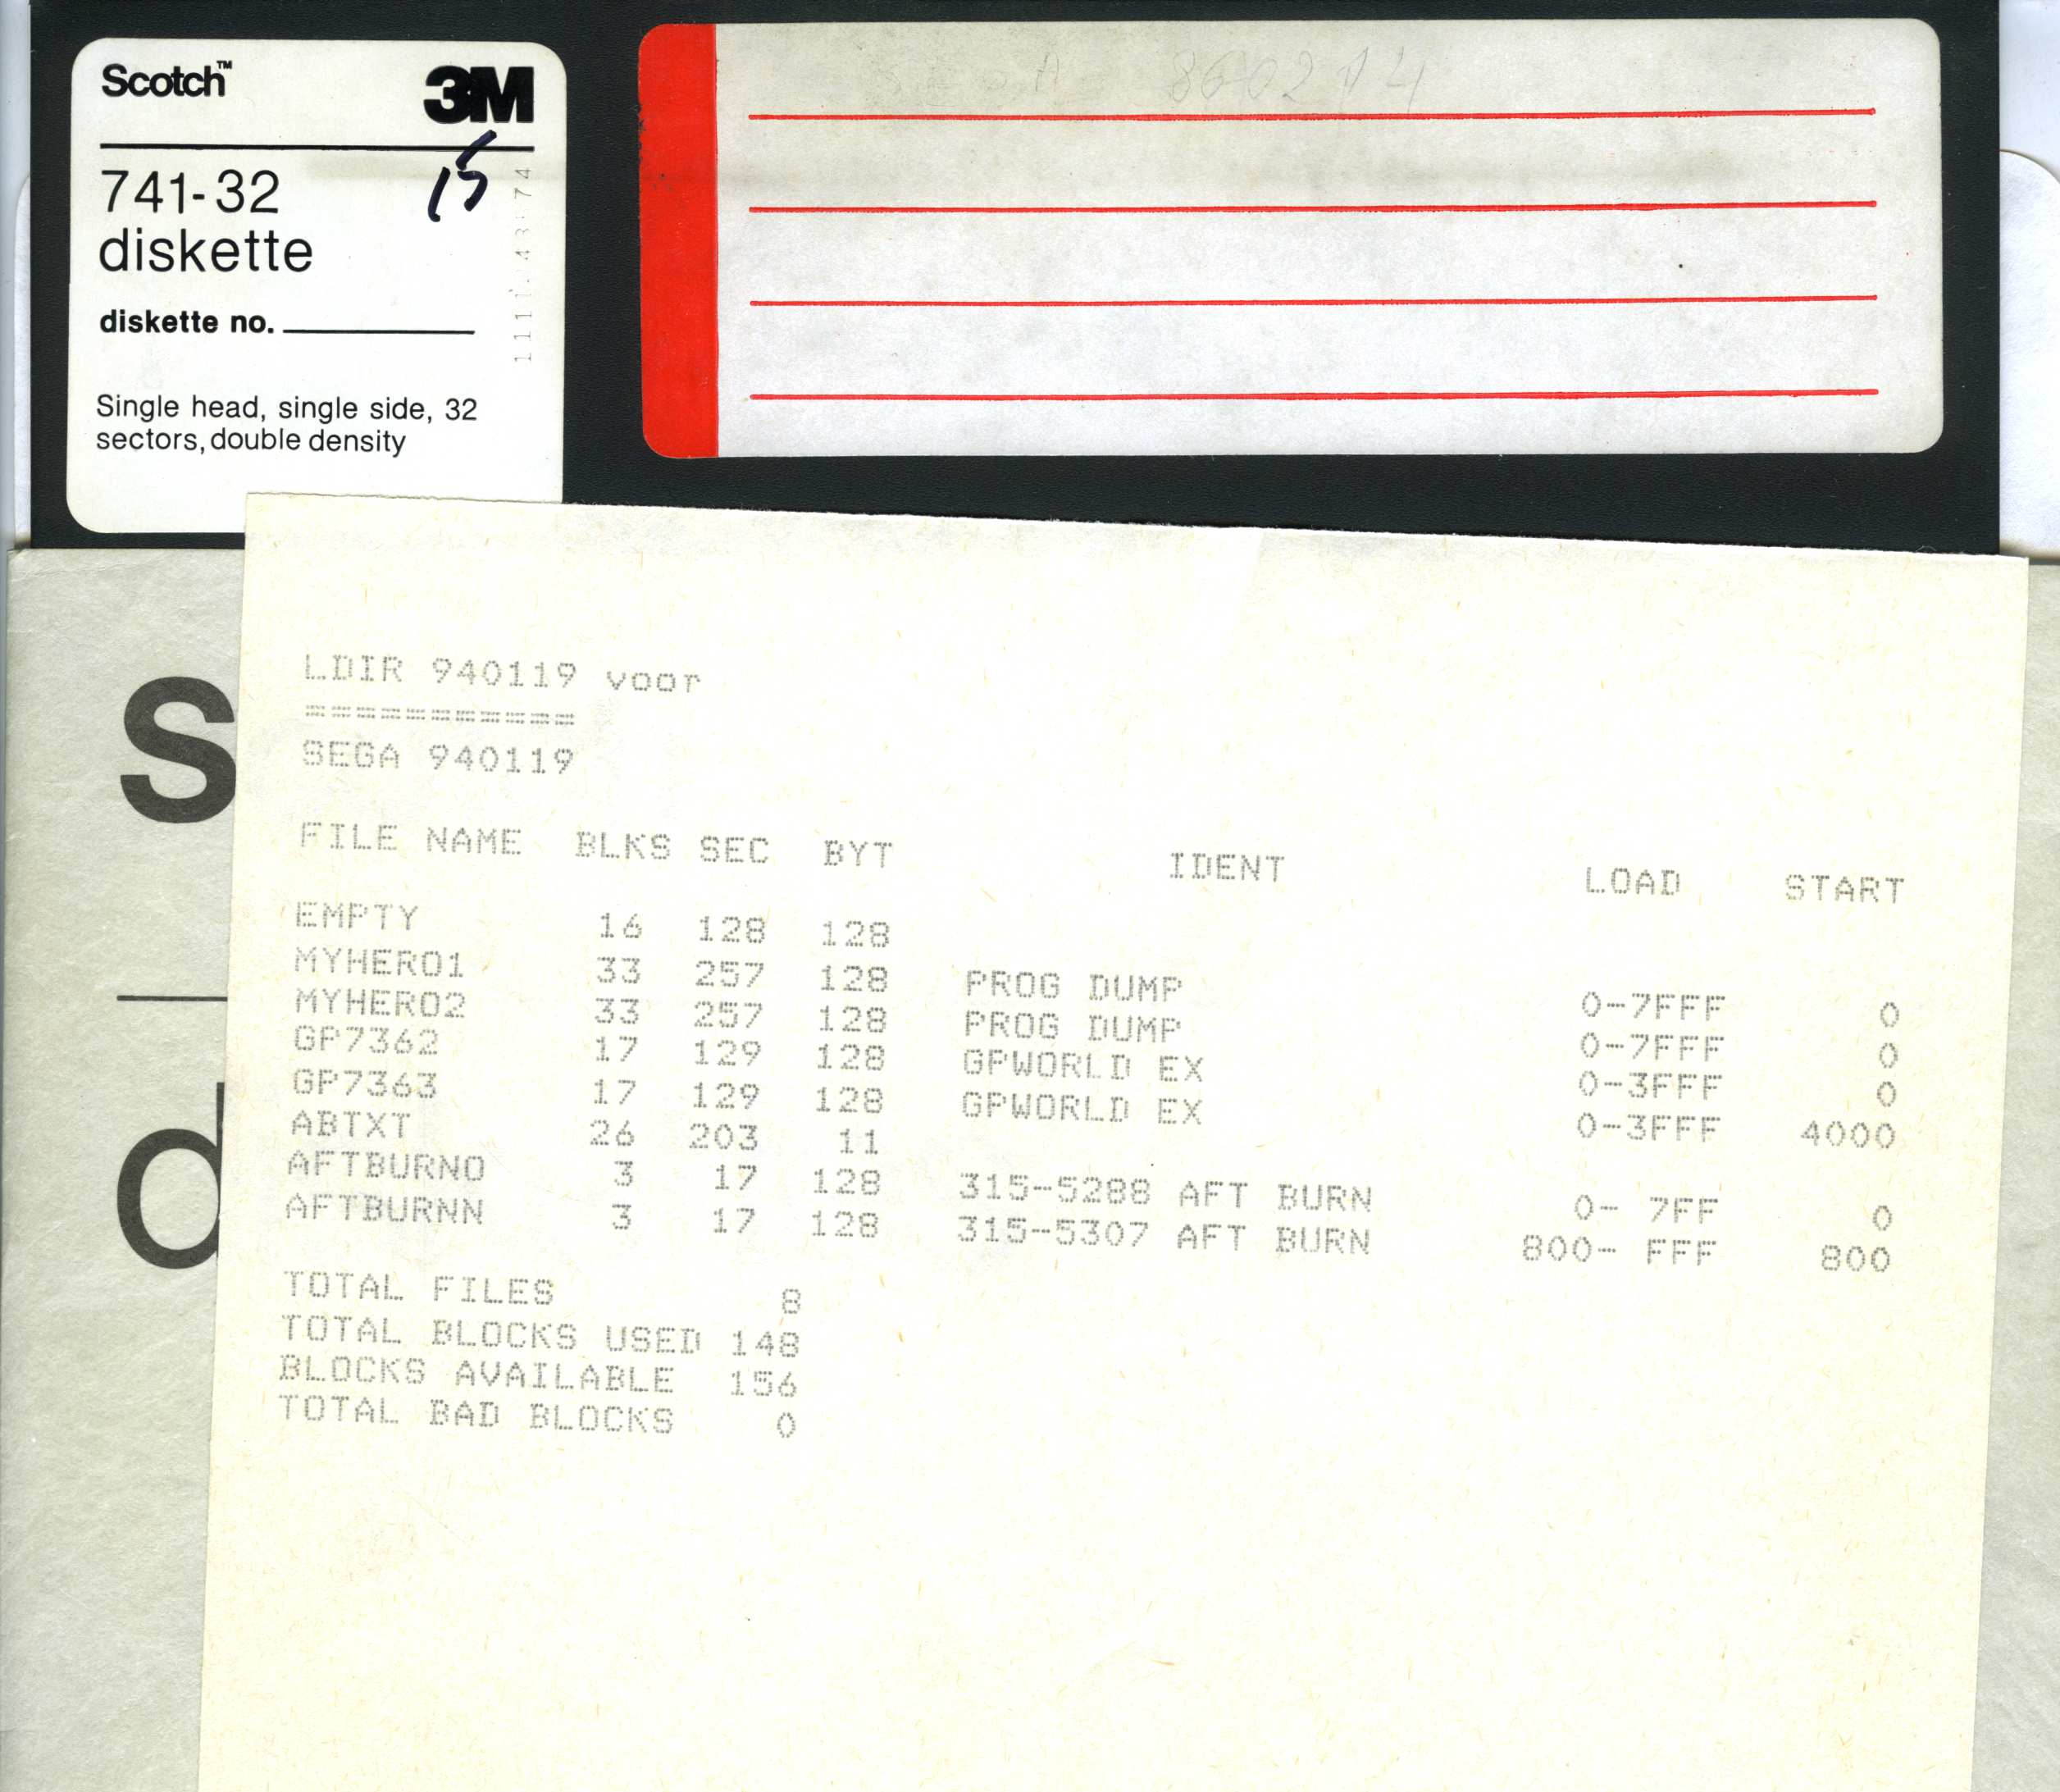 Scotch™ 3M
15
741-32
diskette
diskette no.
Single head, single side, 32
sectors, double density
860214
S
d
LDIR 940119 voor
===========
SEGA 940119
FILE NAME BLKS SEC BYT IDENT LOAD START
EMPTY 16 128 128
MYHERO1 33 257 128 PROG DUMP 0-7FFF 0
MYHERO2 33 257 128 PROG DUMP 0-7FFF 0
GP7362 17 129 128 GPWORLD EX 0-3FFF 0
GP7363 17 129 128 GPWORLD EX 0-3FFF 4000
ABTXT 26 203 11
AFTBURNO 3 17 128 315-5288 AFT BURN 0- 7FF 0
AFTBURNN 3 17 128 315-5307 AFT BURN 800- FFF 800
TOTAL FILES 8
TOTAL BLOCKS USED 148
BLOCKS AVAILABLE 156
TOTAL BAD BLOCKS 0